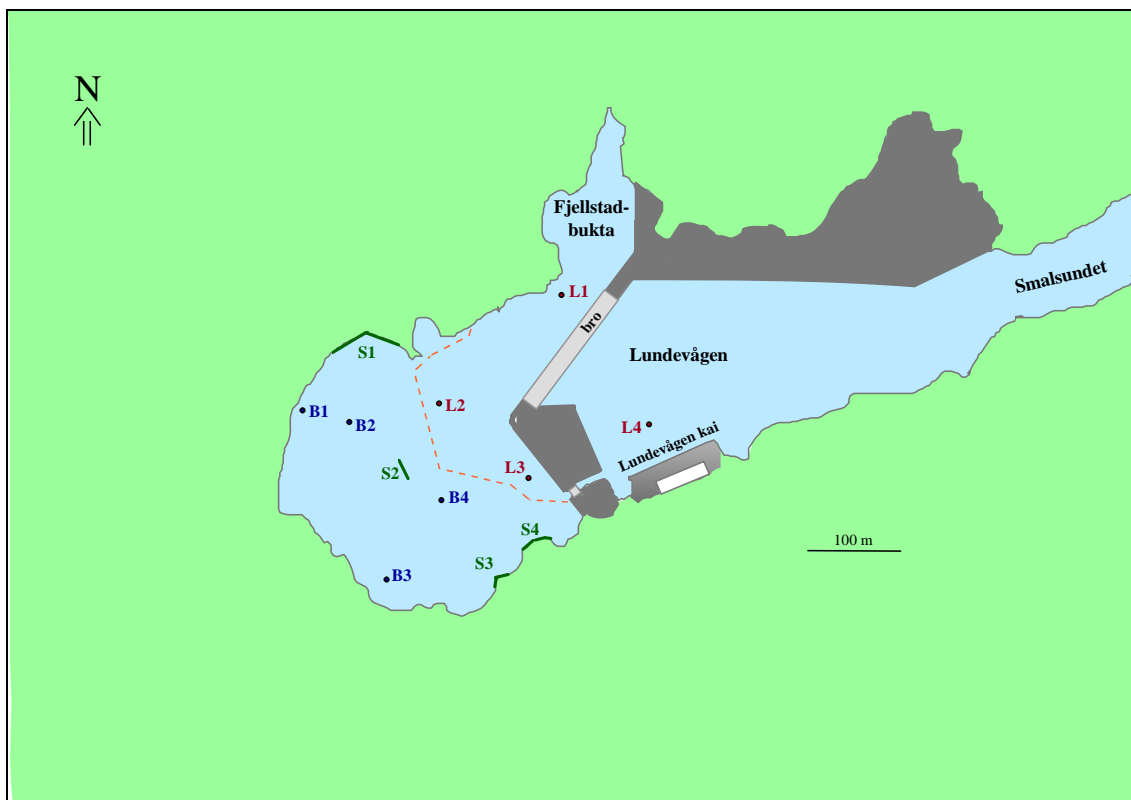 N
Fjellstad-
bukta
Smalsundet
L1
bro
S1
Lundevågen
L2
B1
B2
L4
Lundevågen kai
S2
L3
B4
S4
100 m
S3
B3